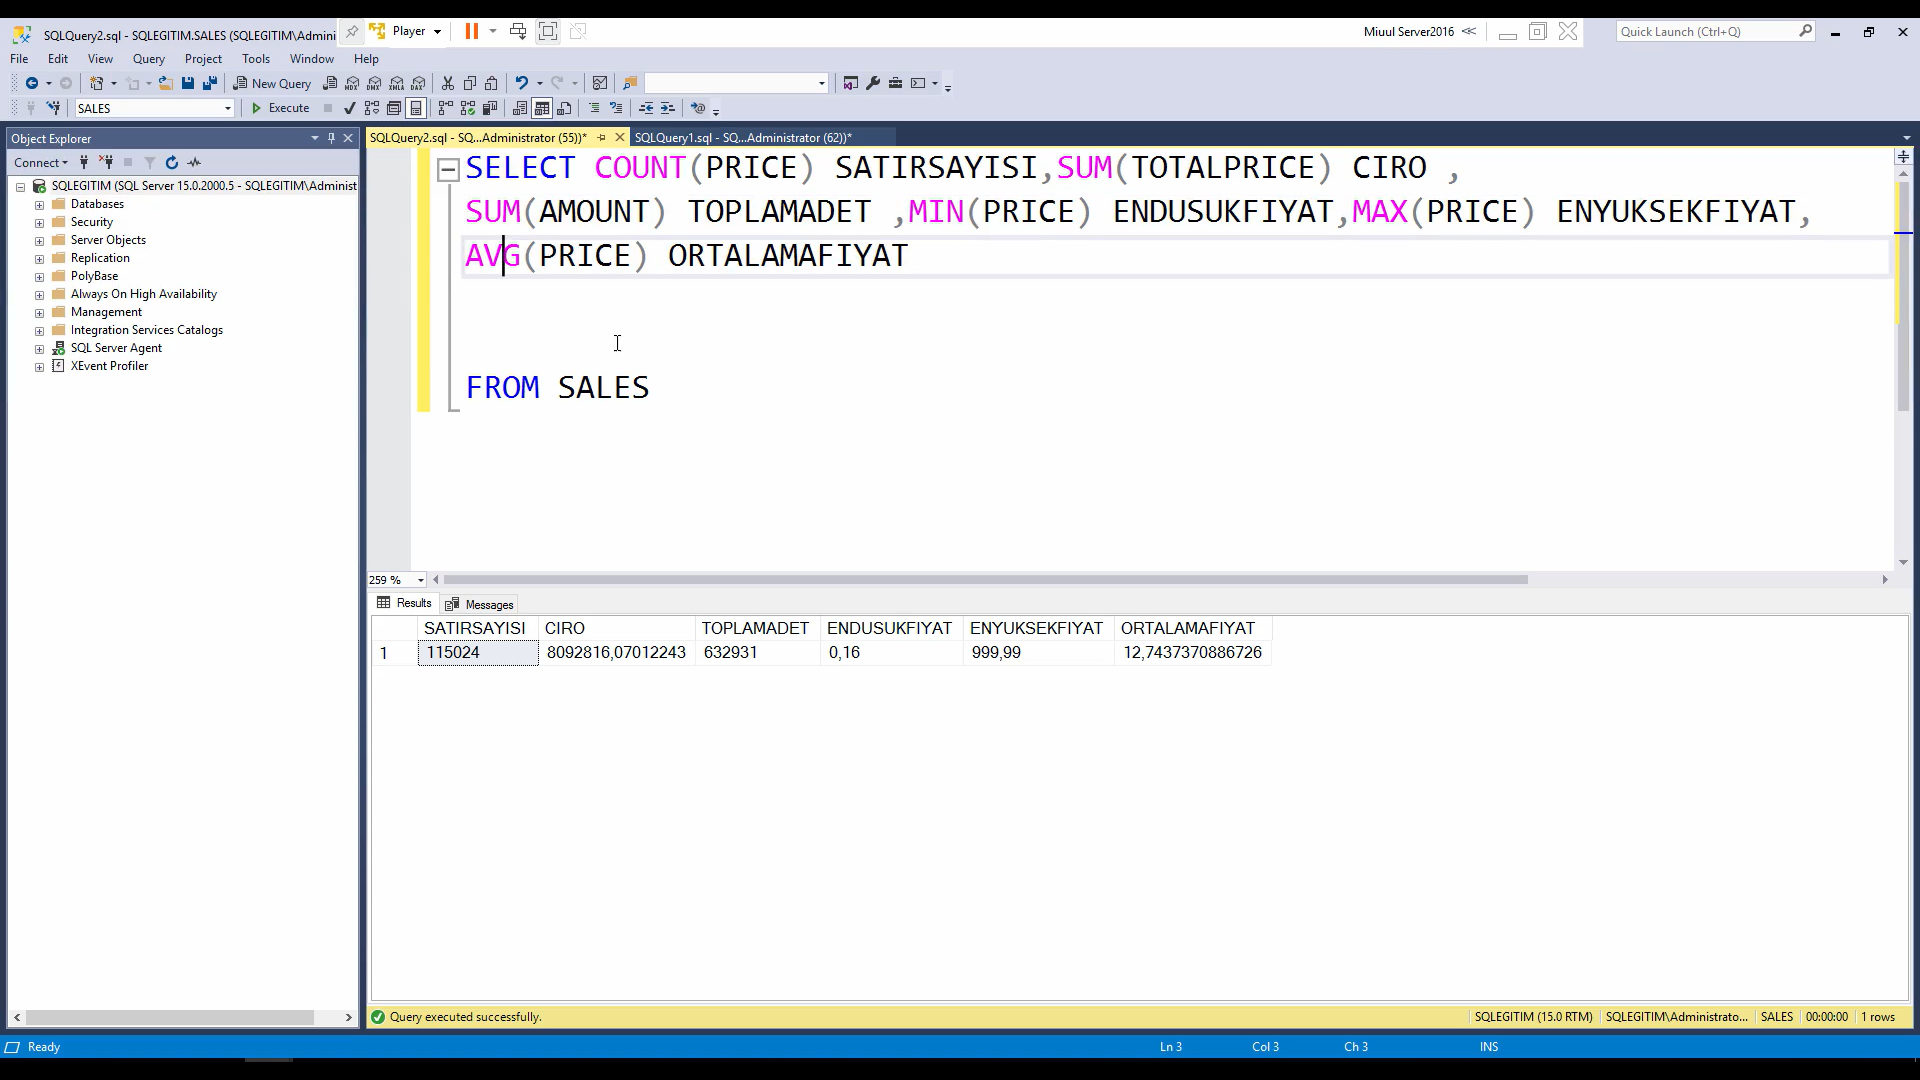 SQLQuery2.sql - SQLEGITIM.SALES (SQLEGITIM\Admini
Player
Miuul Server2016
Quick Launch (Ctrl+Q)
File Edit View Query Project Tools Window Help
New Query
SALES
Execute
Object Explorer
SQLQuery2.sql - SQ...Administrator (55))*
SQLQuery1.sql - SQ...Administrator (62))*
Connect
SQLEGITIM (SQL Server 15.0.2000.5 - SQLEGITIM\Administ
Databases
Security
Server Objects
Replication
PolyBase
Always On High Availability
Management
Integration Services Catalogs
SQL Server Agent
XEvent Profiler
SELECT COUNT(PRICE) SATIRSAYISI,SUM(TOTALPRICE) CIRO ,
SUM(AMOUNT) TOPLAMADET ,MIN(PRICE) ENDUSUKFIYAT,MAX(PRICE) ENYUKSEKFIYAT,
AVG(PRICE) ORTALAMAFIYAT
FROM SALES
259 %
Results Messages
SATIRSAYISI CIRO TOPLAMADET ENDUSUKFIYAT ENYUKSEKFIYAT ORTALAMAFIYAT
1 115024 8092816,07012243 632931 0,16 999,99 12,7437370886726
Query executed successfully.
SQLEGITIM (15.0 RTM) SQLEGITIM\Administrato... SALES 00:00:00 1 rows
Ready
Ln 3 Col 3 Ch 3 INS